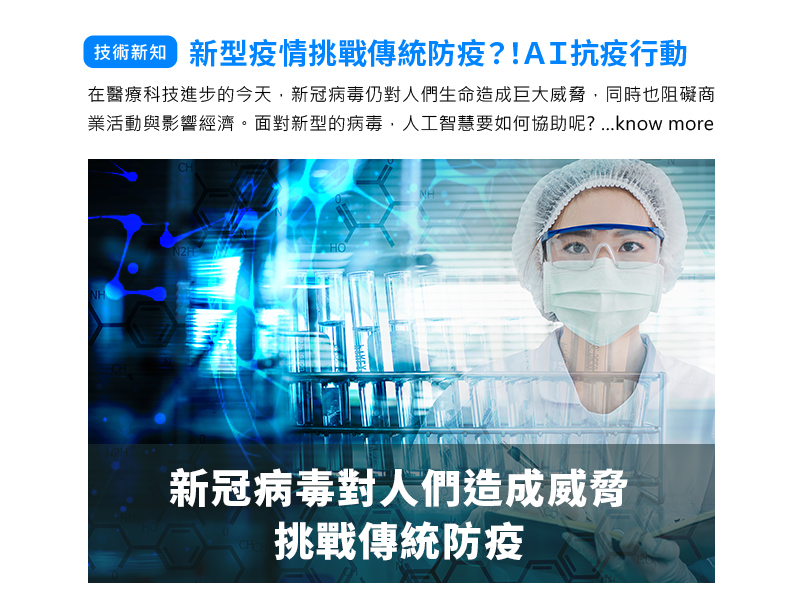 技術新知 新型疫情挑戰傳統防疫?!AI抗疫行動
在醫療科技進步的今天，新冠病毒仍對人們生命造成巨大威脅，同時也阻礙商
業活動與影響經濟。面對新型的病毒，人工智慧要如何協助呢? ...know more
CH
NH
N
O
HO
N2H
NH
新冠病毒對人們造成威脅
挑戰傳統防疫